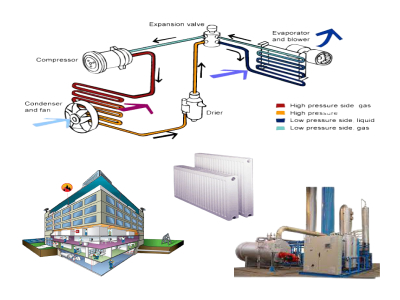 Expansion valve
Evaporator
and blower
Compressor
Condenser
and fan
Drier
High pressure side, gas
High pressure
Low pressure side, liquid
Low pressure side, gas